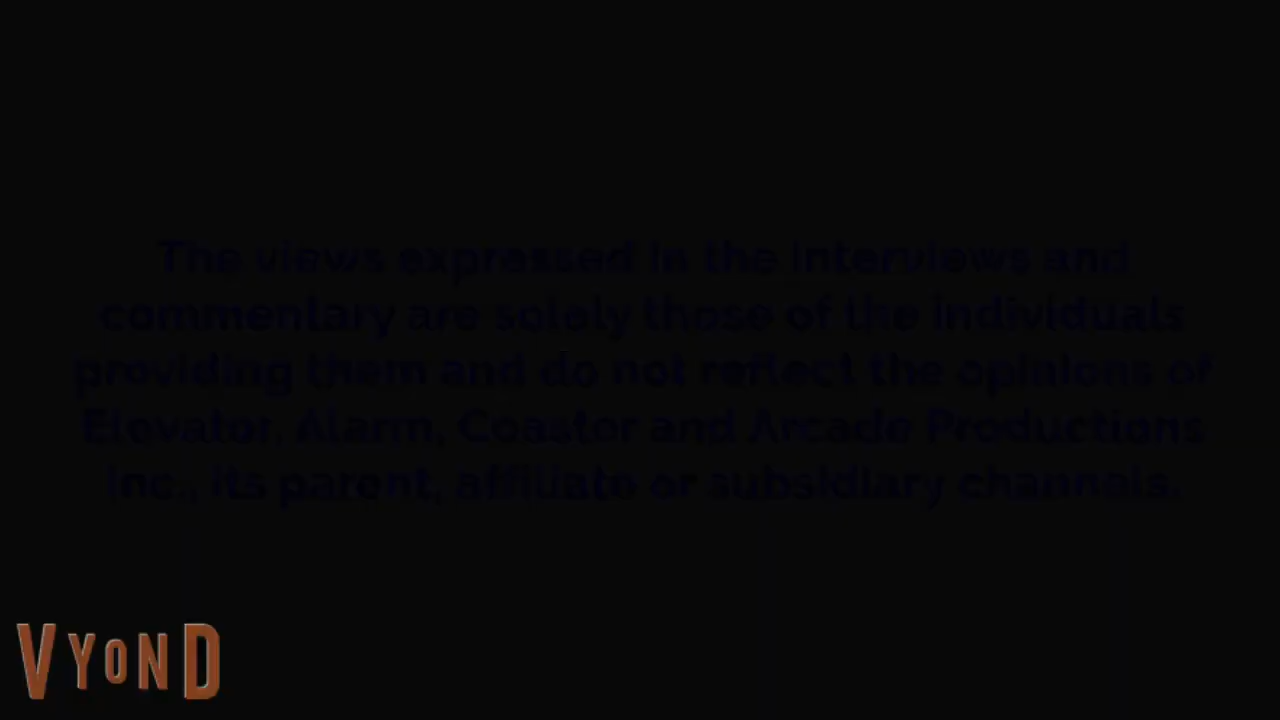 The views expressed in the interviews and
commentary are solely those of the individuals
providing them and do not reflect the opinions of
Elevator, Alarm, Coaster and Arcade Productions
Inc., its parent, affiliate or subsidiary channels.
VYOND